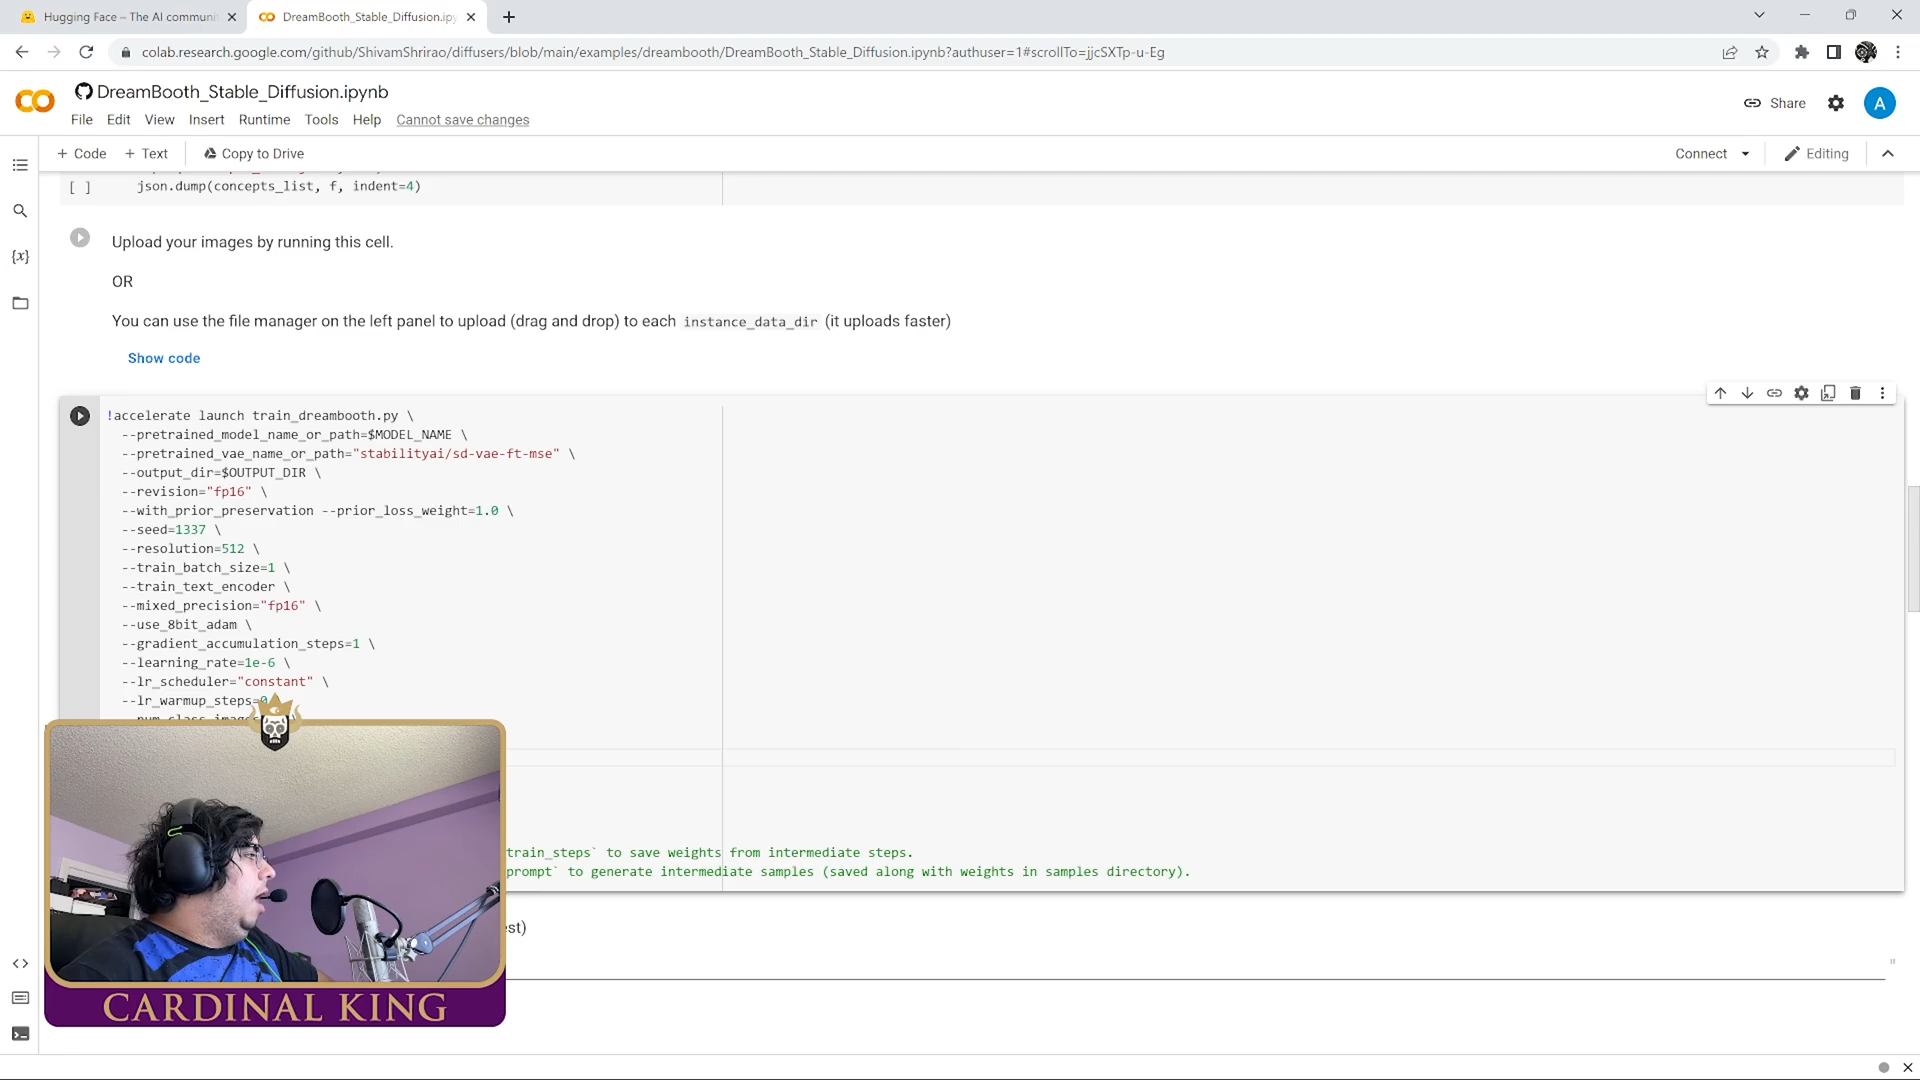 Hugging Face – The AI communi
DreamBooth_Stable_Diffusion.ipy
colab.research.google.com/github/ShivamShrirao/diffusers/blob/main/examples/dreambooth/DreamBooth_Stable_Diffusion.ipynb?authuser=1#scrollTo=jjcSXTp-u-Eg
DreamBooth_Stable_Diffusion.ipynb
Share
A
File Edit View Insert Runtime Tools Help Cannot save changes
+ Code + Text Copy to Drive
Connect
Editing
[ ] json.dump(concepts_list, f, indent=4)
{x}
Upload your images by running this cell.
OR
You can use the file manager on the left panel to upload (drag and drop) to each instance_data_dir (it uploads faster)
Show code
!accelerate launch train_dreambooth.py \
--pretrained_model_name_or_path=$MODEL_NAME \
--pretrained_vae_name_or_path="stabilityai/sd-vae-ft-mse" \
--output_dir=$OUTPUT_DIR \
--revision="fp16" \
--with_prior_preservation --prior_loss_weight=1.0 \
--seed=1337 \
--resolution=512 \
--train_batch_size=1 \
--train_text_encoder \
--mixed_precision="fp16" \
--use_8bit_adam \
--gradient_accumulation_steps=1 \
--learning_rate=1e-6 \
--lr_scheduler="constant" \
--lr_warmup_steps=0
train_steps` to save weights from intermediate steps.
prompt` to generate intermediate samples (saved along with weights in samples directory).
est)
"
CARDINAL KING